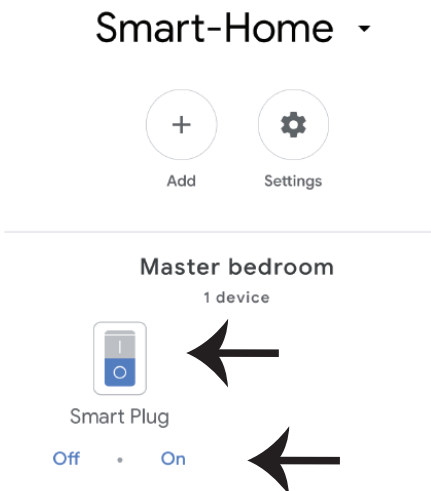 Smart-Home
Add Settings
Master bedroom
1 device
Smart Plug
Off • On